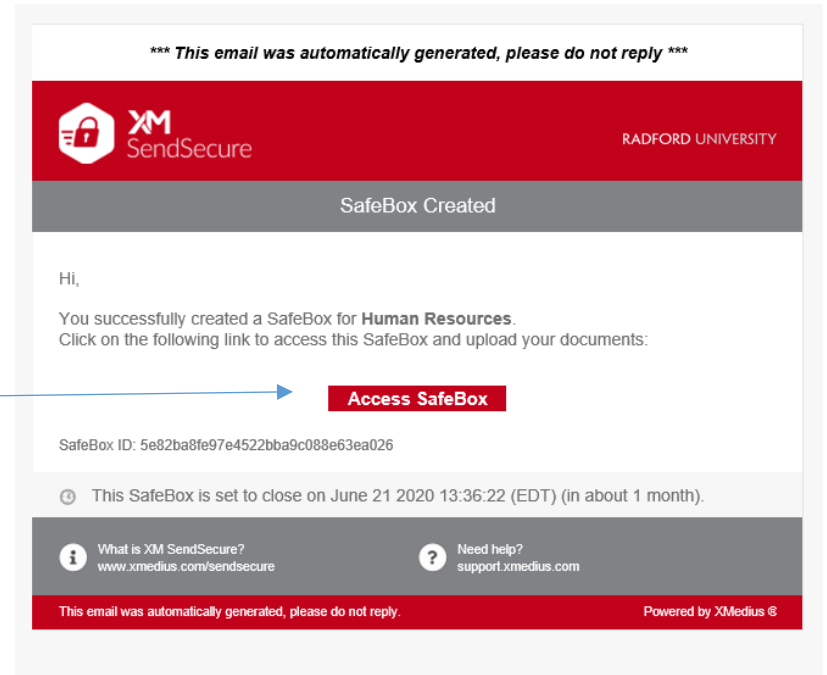 *** This email was automatically generated, please do not reply ***
XM
SendSecure
RADFORD UNIVERSITY
SafeBox Created
Hi,
You successfully created a SafeBox for Human Resources.
Click on the following link to access this SafeBox and upload your documents:
Access SafeBox
SafeBox ID: 5e82ba8fe97e4522bba9c088e63ea026
This SafeBox is set to close on June 21 2020 13:36:22 (EDT) (in about 1 month).
What is XM SendSecure?
www.xmedius.com/sendsecure
Need help?
support.xmedius.com
This email was automatically generated, please do not reply.
Powered by XMedius ®